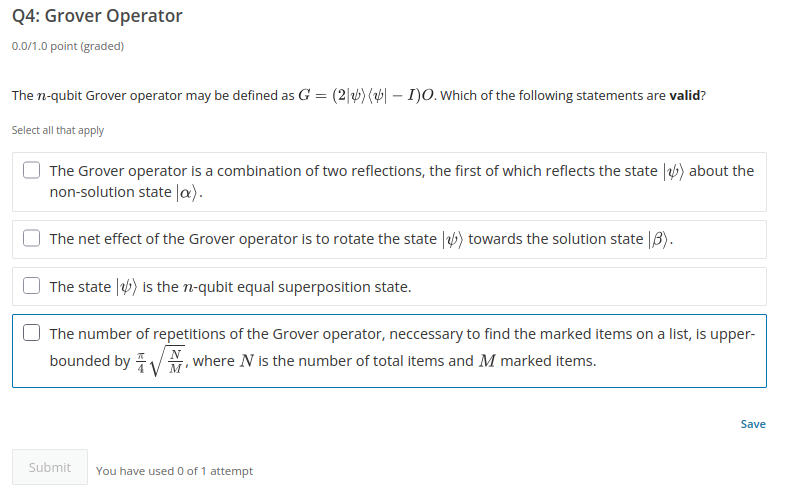 Q4: Grover Operator
0.0/1.0 point (graded)
The n-qubit Grover operator may be defined as G = (2|ψ⟩⟨ψ| − I)O. Which of the following statements are valid?
Select all that apply
The Grover operator is a combination of two reflections, the first of which reflects the state |ψ⟩ about the
non-solution state |α⟩.
The net effect of the Grover operator is to rotate the state |ψ⟩ towards the solution state |β⟩.
The state |ψ⟩ is the n-qubit equal superposition state.
The number of repetitions of the Grover operator, neccessary to find the marked items on a list, is upper-
bounded by π/4 √(N/M), where N is the number of total items and M marked items.
Save
Submit
You have used 0 of 1 attempt